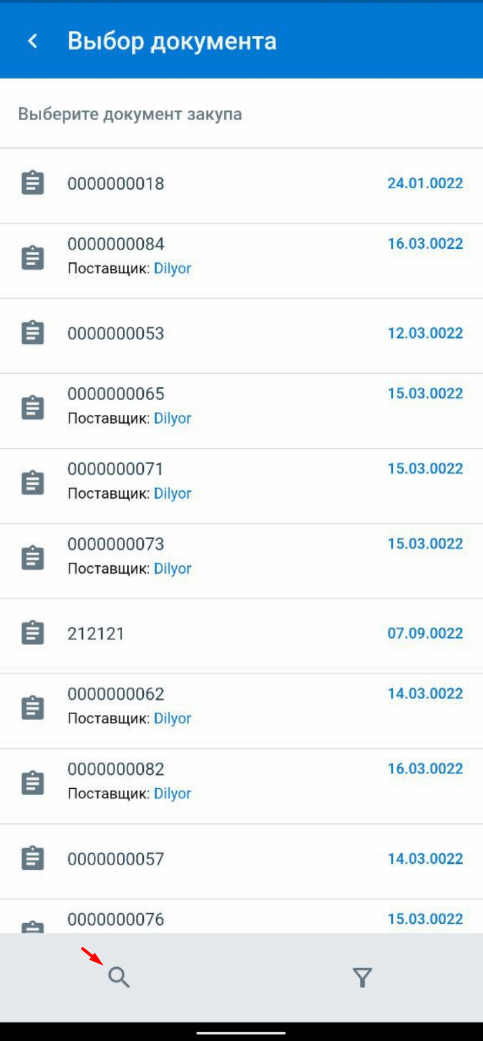 Выбор документа
Выберите документ закупа
0000000018 24.01.0022
0000000084 16.03.0022
Поставщик: Dilyor
0000000053 12.03.0022
0000000065 15.03.0022
Поставщик: Dilyor
0000000071 15.03.0022
Поставщик: Dilyor
0000000073 15.03.0022
Поставщик: Dilyor
212121 07.09.0022
0000000062 14.03.0022
Поставщик: Dilyor
0000000082 16.03.0022
Поставщик: Dilyor
0000000057 14.03.0022
0000000076 15.03.0022